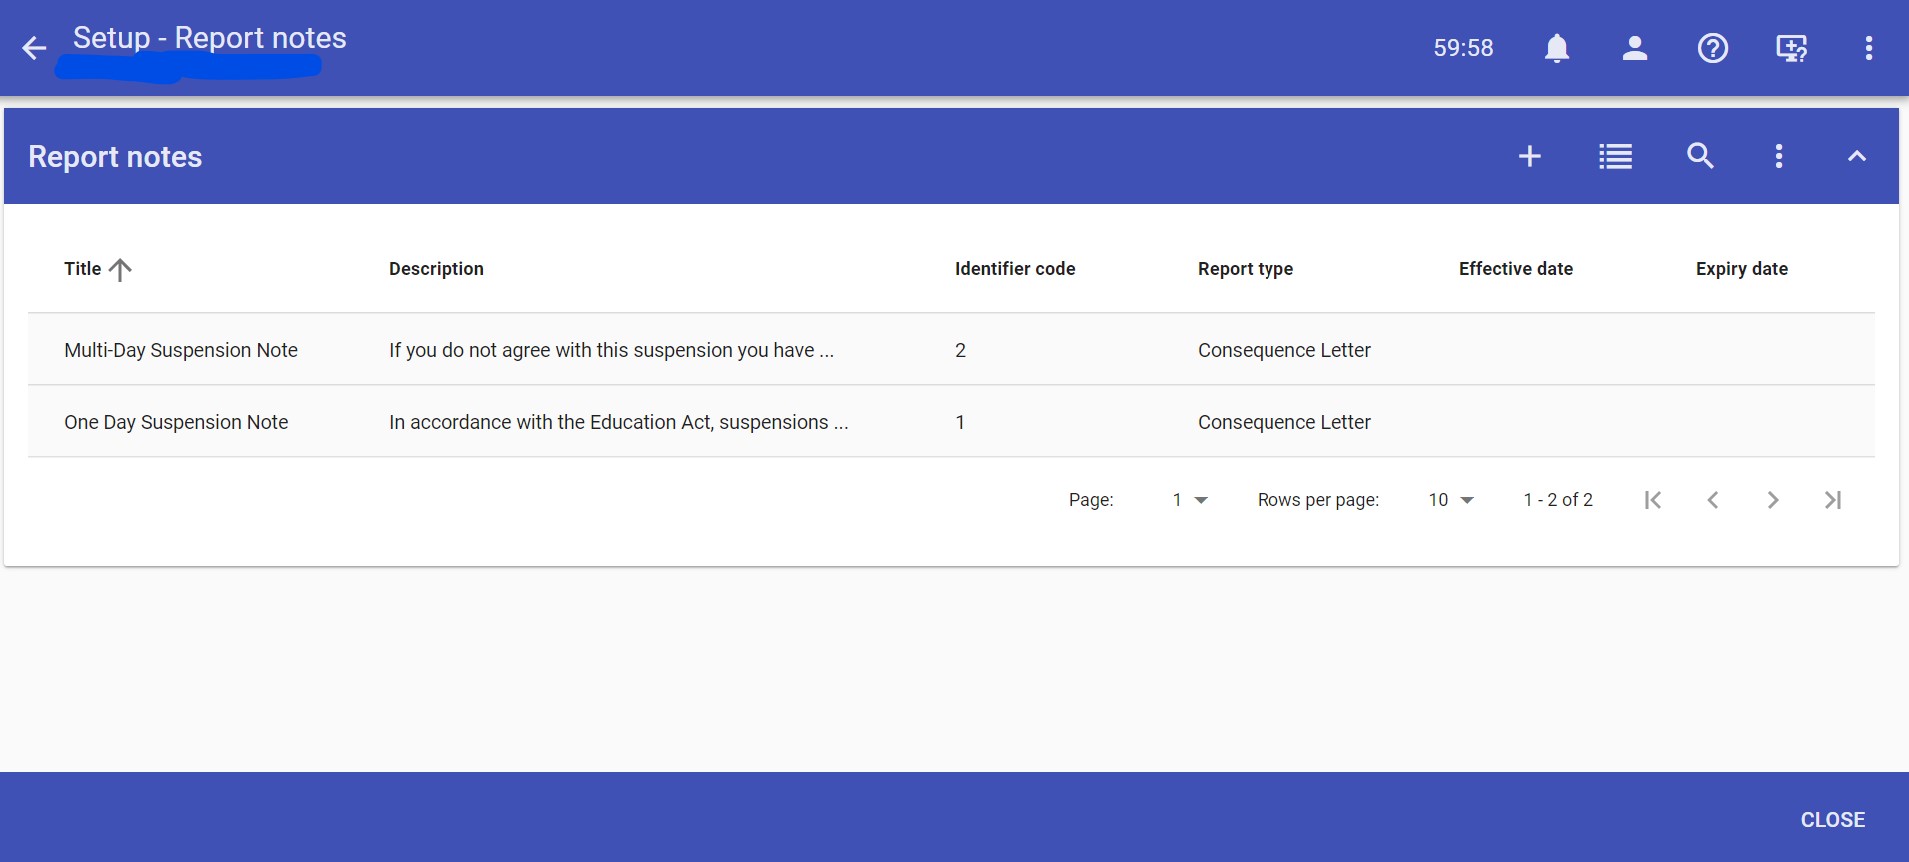 Setup - Report notes
59:58
Report notes
Title Description Identifier code Report type Effective date Expiry date
Multi-Day Suspension Note If you do not agree with this suspension you have ... 2 Consequence Letter
One Day Suspension Note In accordance with the Education Act, suspensions ... 1 Consequence Letter
Page: 1 Rows per page: 10 1 - 2 of 2
CLOSE